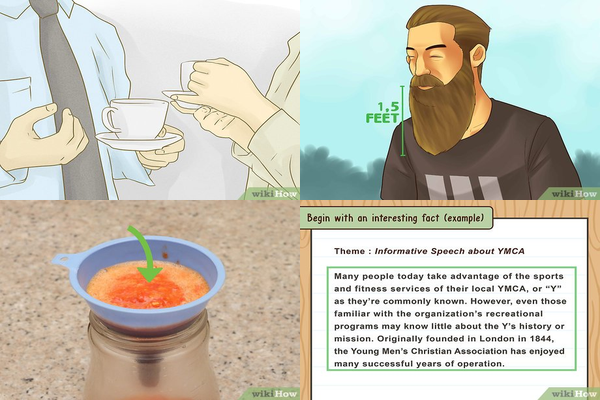 wikiHow
1.5
FEET
wikiHow
wikiHow
Begin with an interesting fact (example)
Theme : Informative Speech about YMCA
Many people today take advantage of the sports
and fitness services of their local YMCA, or “Y”
as they’re commonly known. However, even those
familiar with the organization’s recreational
programs may know little about the Y’s history or
mission. Originally founded in London in 1844,
the Young Men’s Christian Association has enjoyed
many successful years of operation.
wikiHow